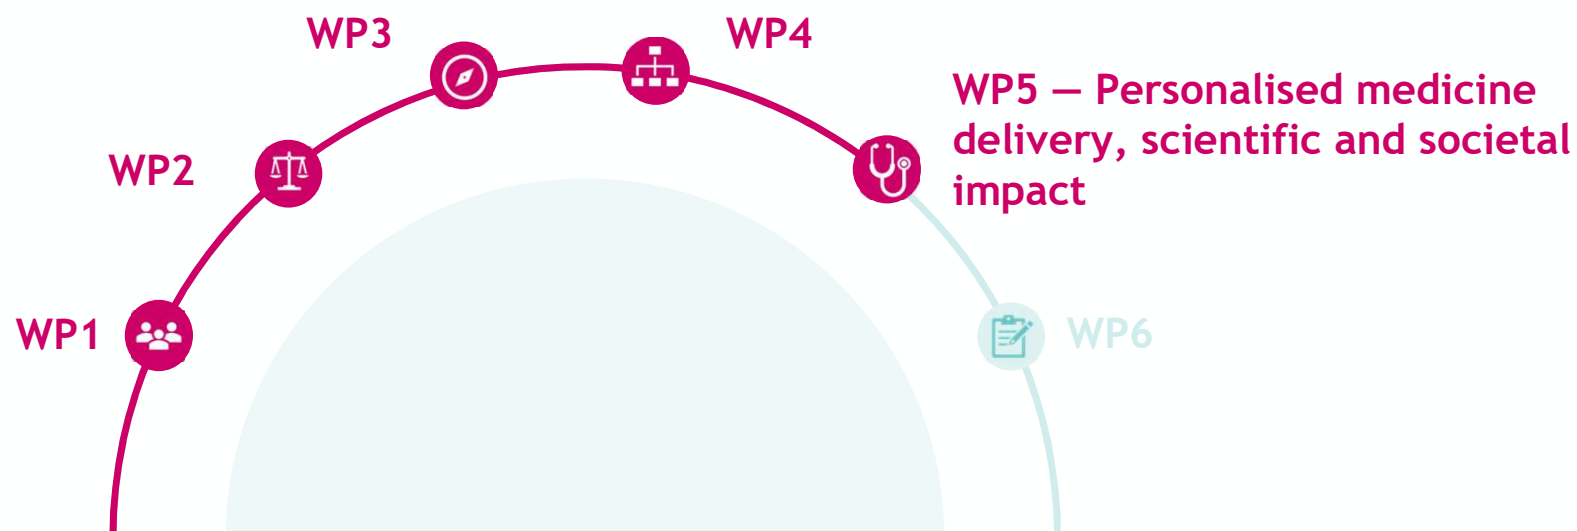 WP3
WP4
WP5 — Personalised medicine
delivery, scientific and societal
impact
WP2
WP1
WP6